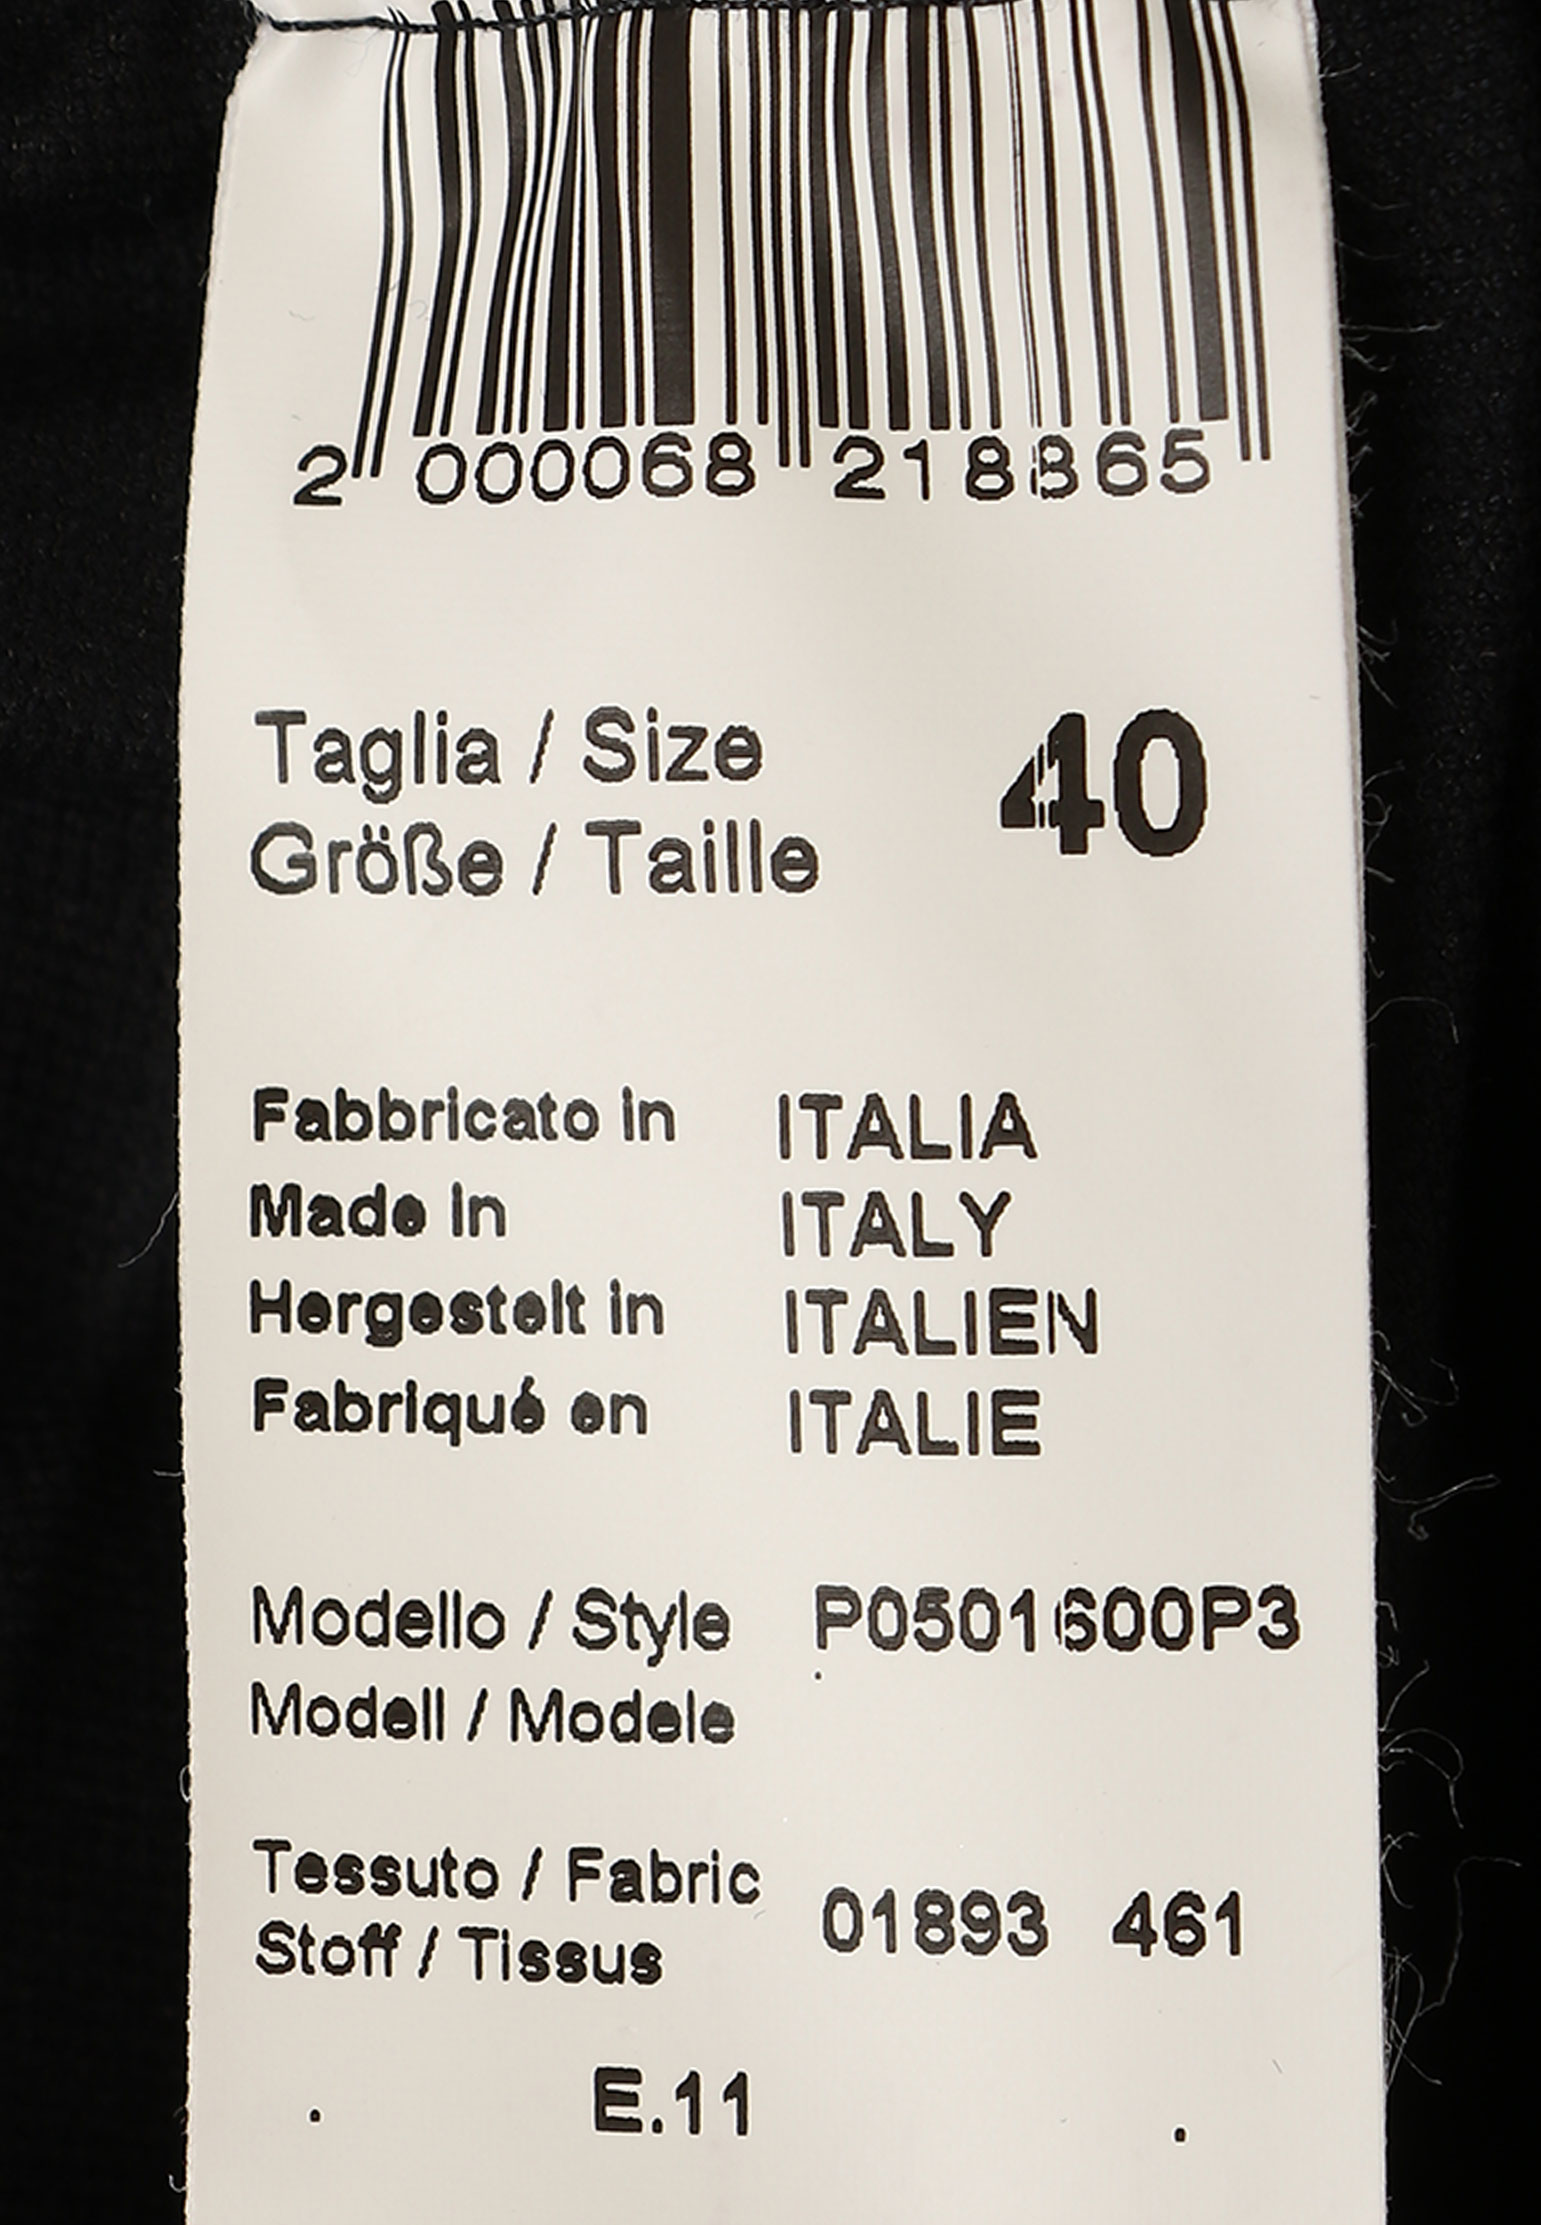 2 000068 218865
Taglia / Size 40
Größe / Taille
Fabbricato in ITALIA
Made in ITALY
Hergestelt in ITALIEN
Fabriqué en ITALIE
Modello / Style P0501600P3
Modell / Modele
Tessuto / Fabric 01893 461
Stoff / Tissus
E.11